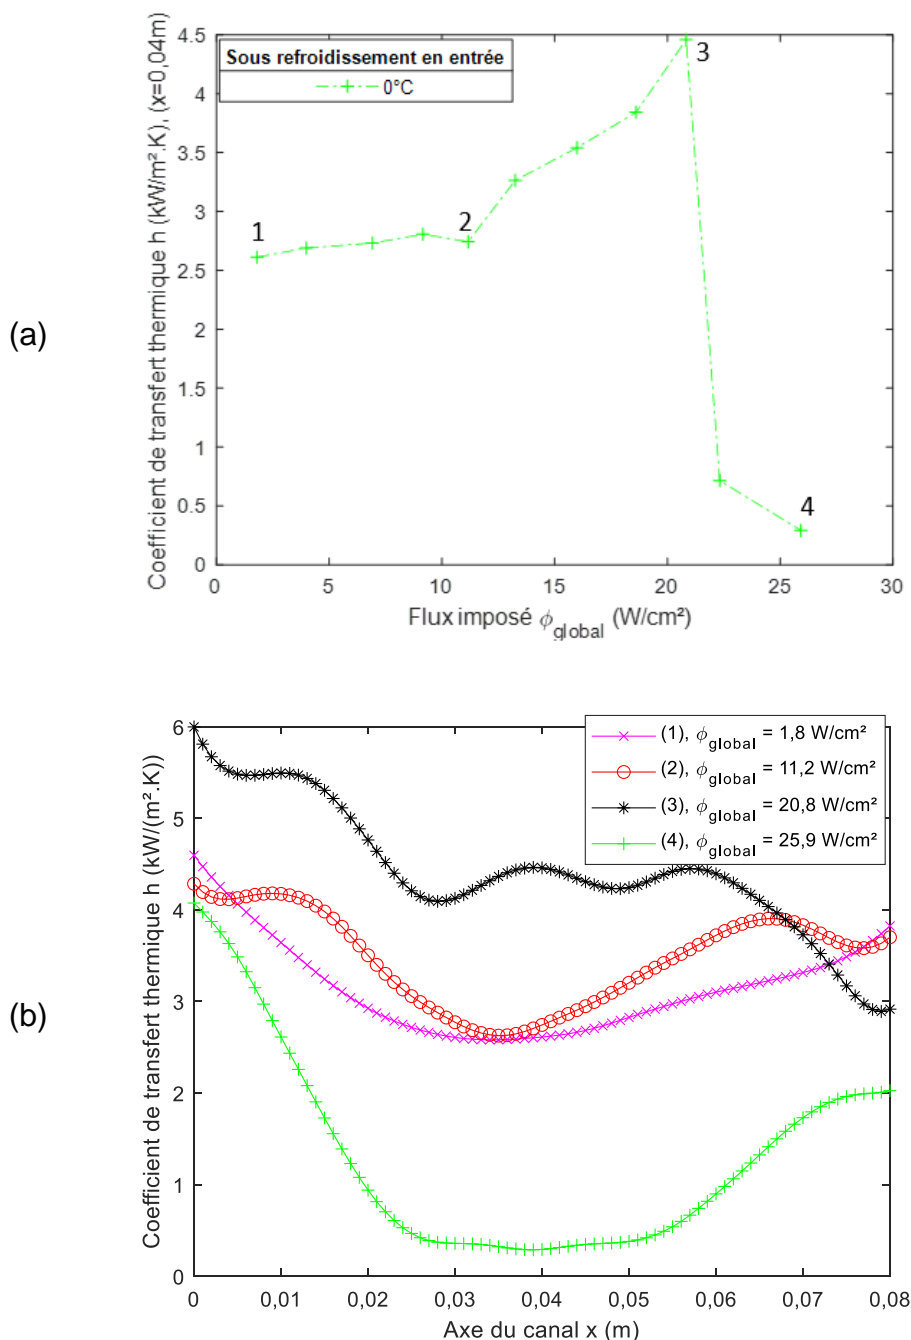 (a)
Coefficient de transfert thermique h (kW/m².K), (x=0,04m)
4.5
4
3.5
3
2.5
2
1.5
1
0.5
0
Sous refroidissement en entrée
0°C
1
2
3
4
0 5 10 15 20 25 30
Flux imposé ϕglobal (W/cm²)
(b)
Coefficient de transfert thermique h (kW/(m².K))
6
5
4
3
2
1
0
(1), ϕglobal = 1,8 W/cm²
(2), ϕglobal = 11,2 W/cm²
(3), ϕglobal = 20,8 W/cm²
(4), ϕglobal = 25,9 W/cm²
0 0,01 0,02 0,03 0,04 0,05 0,06 0,07 0,08
Axe du canal x (m)